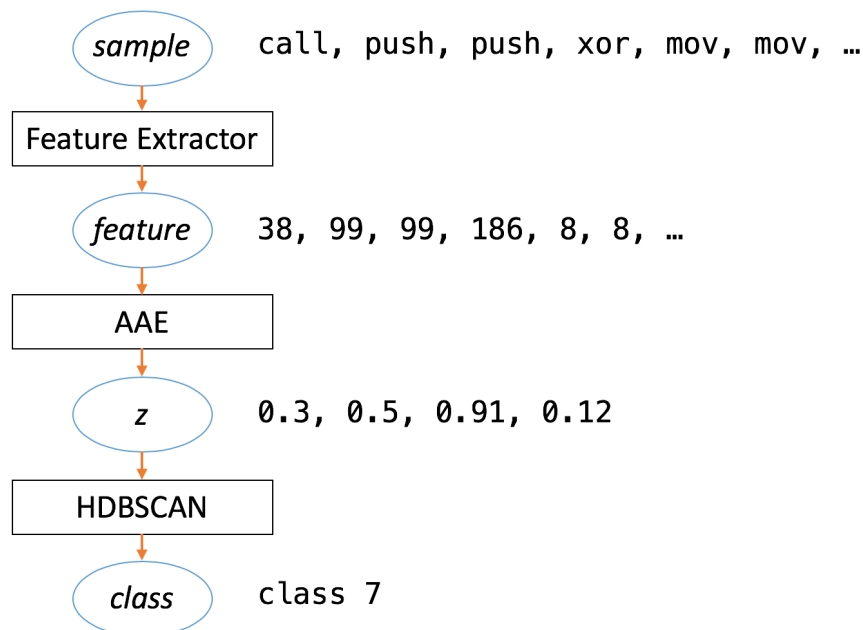 sample call, push, push, xor, mov, mov, …
Feature Extractor
feature 38, 99, 99, 186, 8, 8, …
AAE
z 0.3, 0.5, 0.91, 0.12
HDBSCAN
class class 7